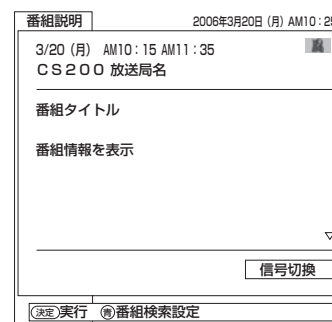 番組説明 2006年3月20日（月）AM10：25
3/20（月） AM10：15 AM11：35
CS200 放送局名
番組タイトル
番組情報を表示
信号切換
決定 実行 青 番組検索設定